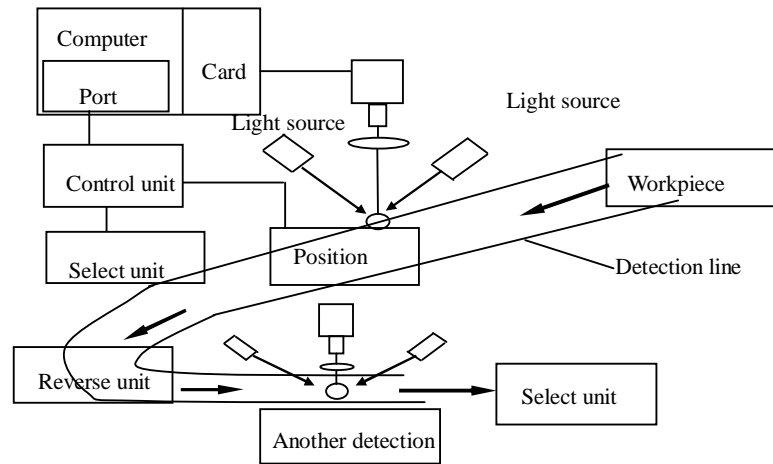 Computer
Card
Port
Light source
Light source
Control unit
Workpiece
Select unit
Position
Detection line
Reverse unit
Select unit
Another detection